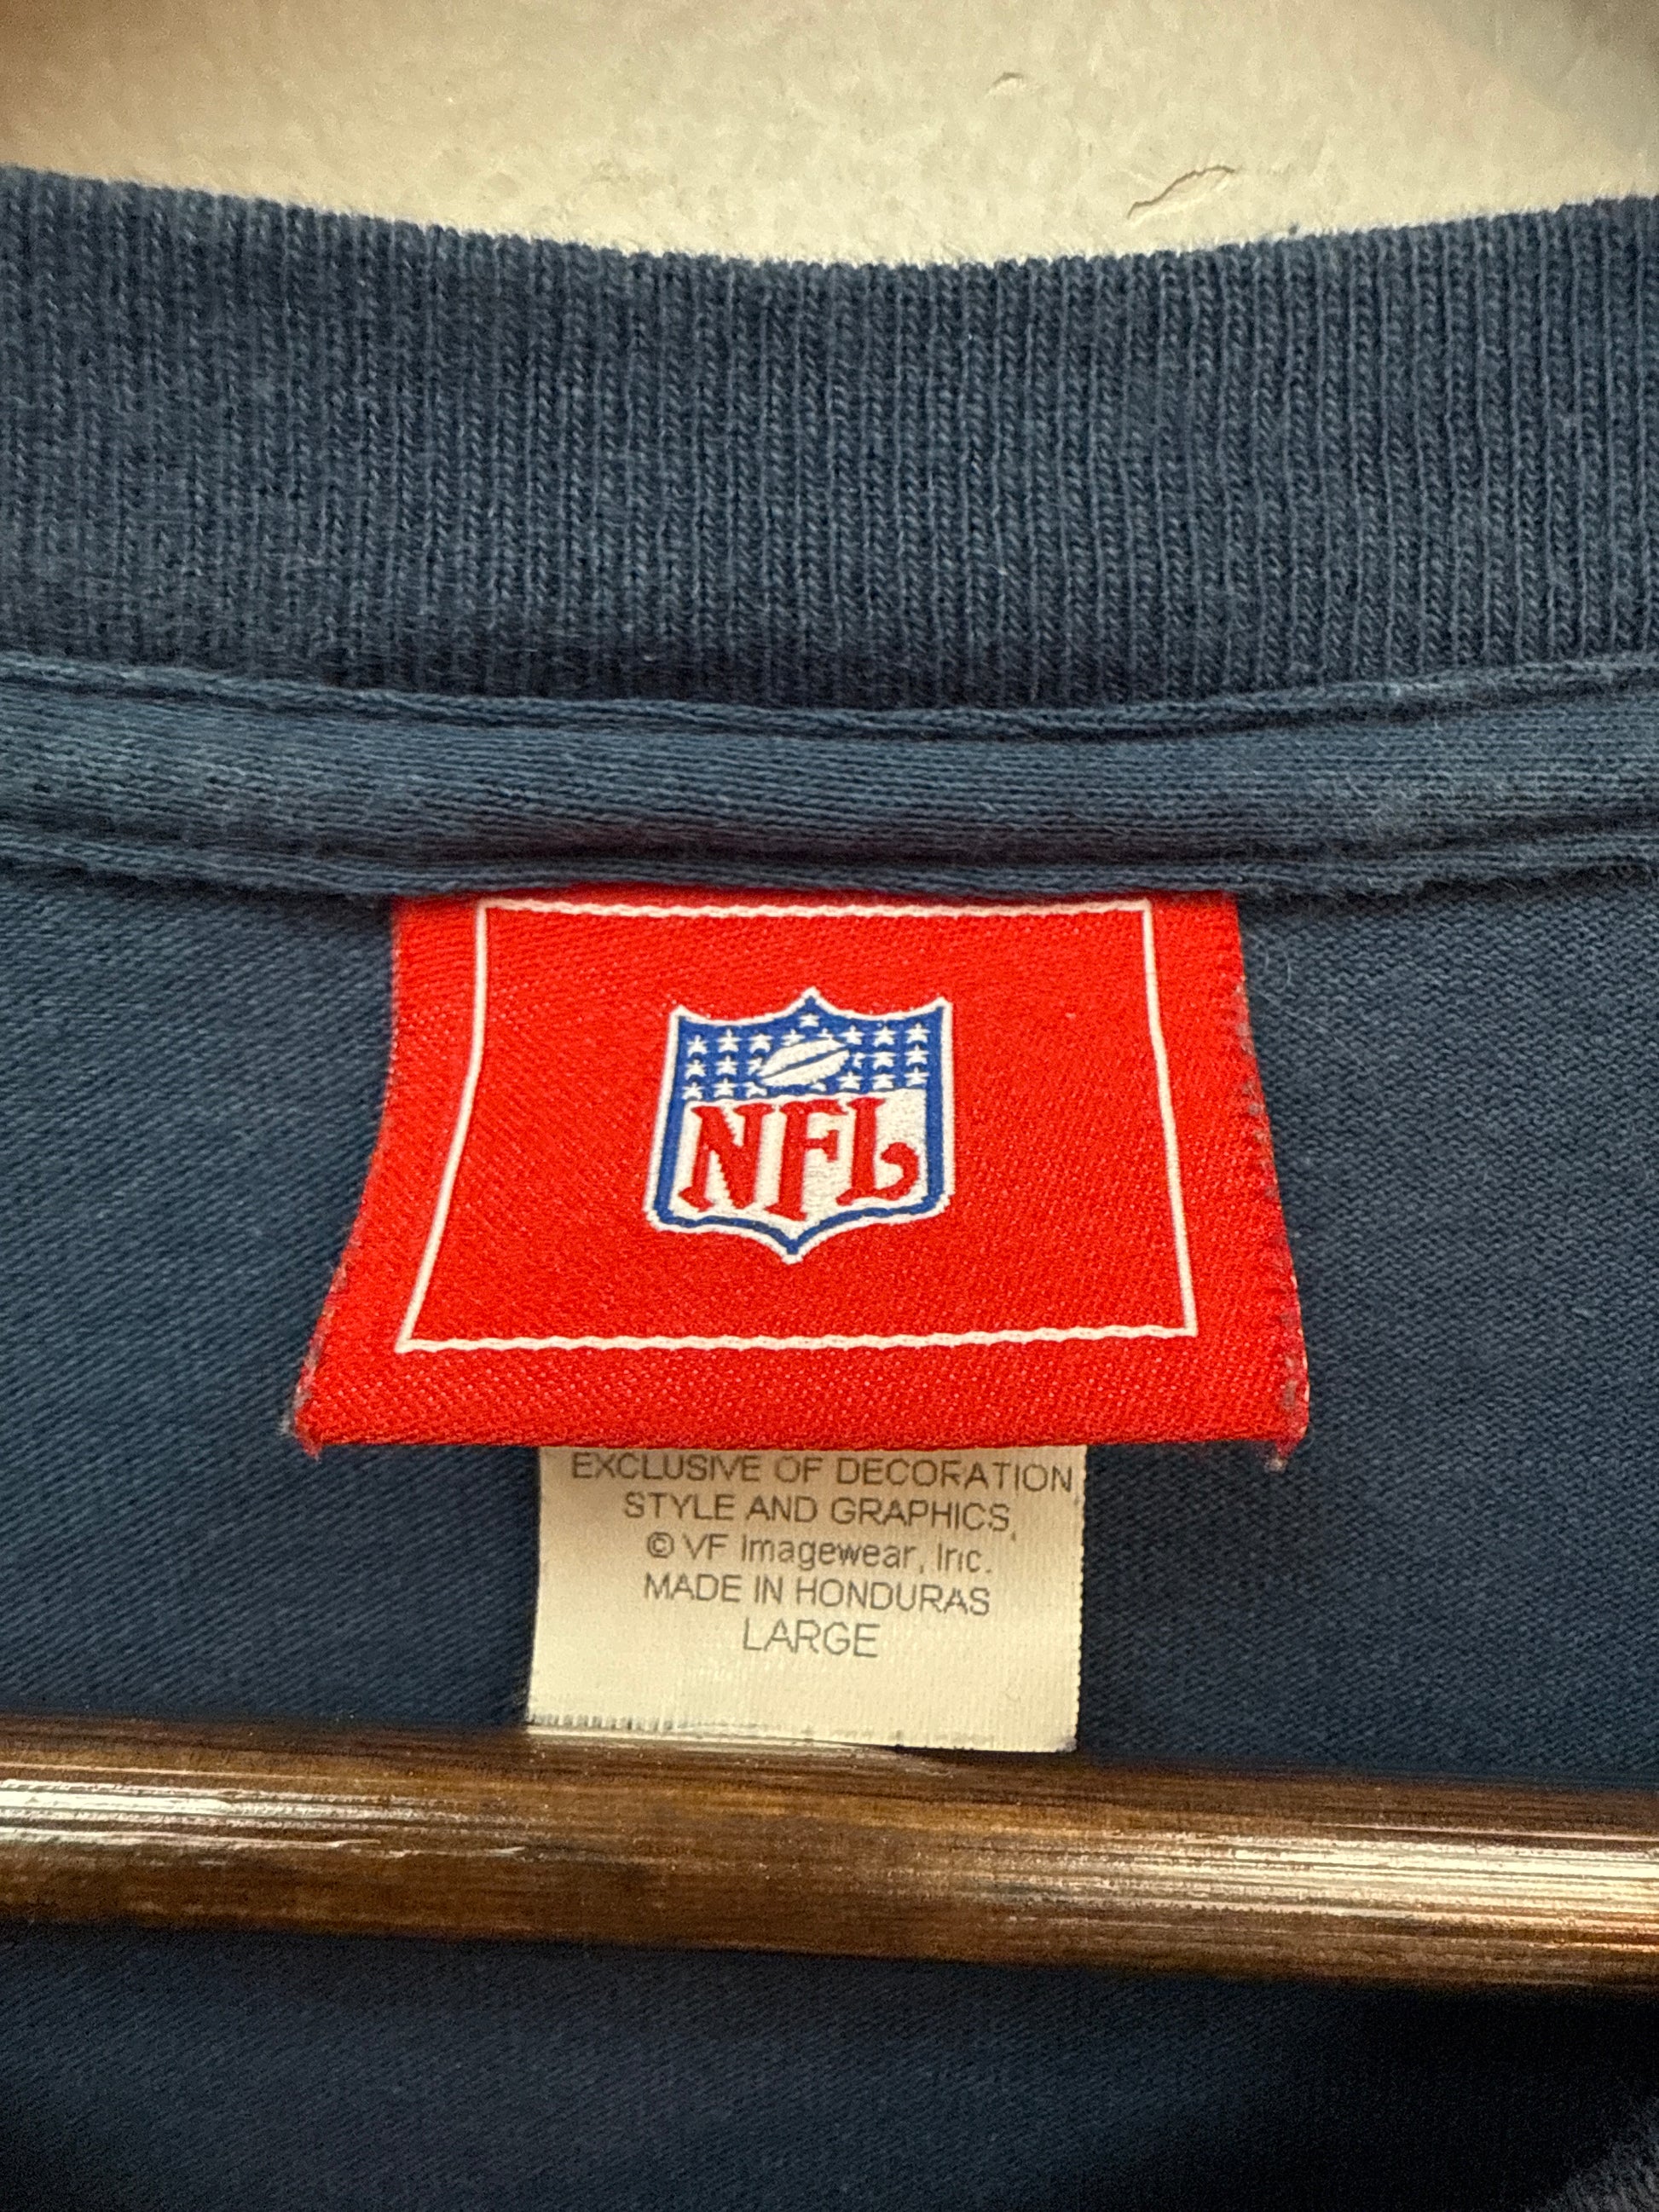 NFL
EXCLUSIVE OF DECORATION
STYLE AND GRAPHICS,
© VF Imagewear, Inc.
MADE IN HONDURAS
LARGE